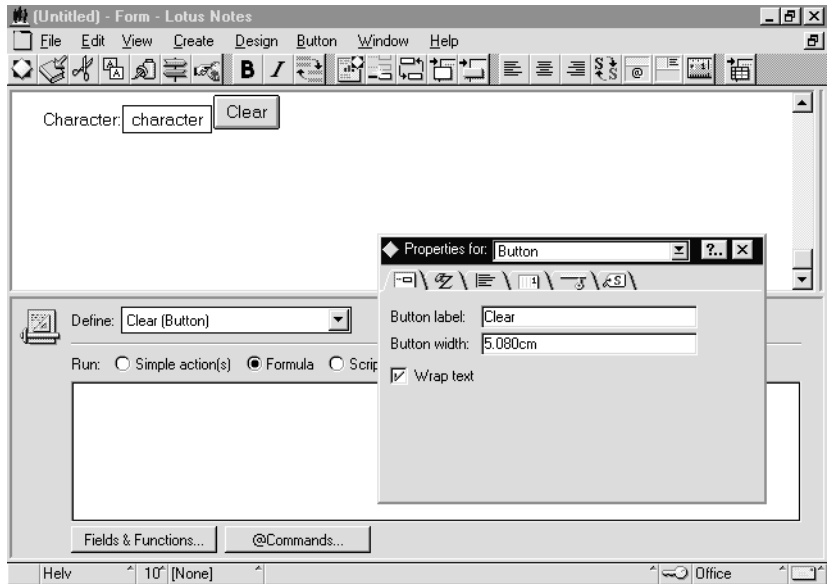 (Untitled) - Form - Lotus Notes
File Edit View Create Design Button Window Help
B I
Character: character Clear
Properties for: Button ?..
Button label: Clear
Button width: 5.080cm
Wrap text
Define: Clear (Button)
Run: Simple action(s) Formula Scrip
Fields & Functions... @Commands...
Helv 10 [None] Office